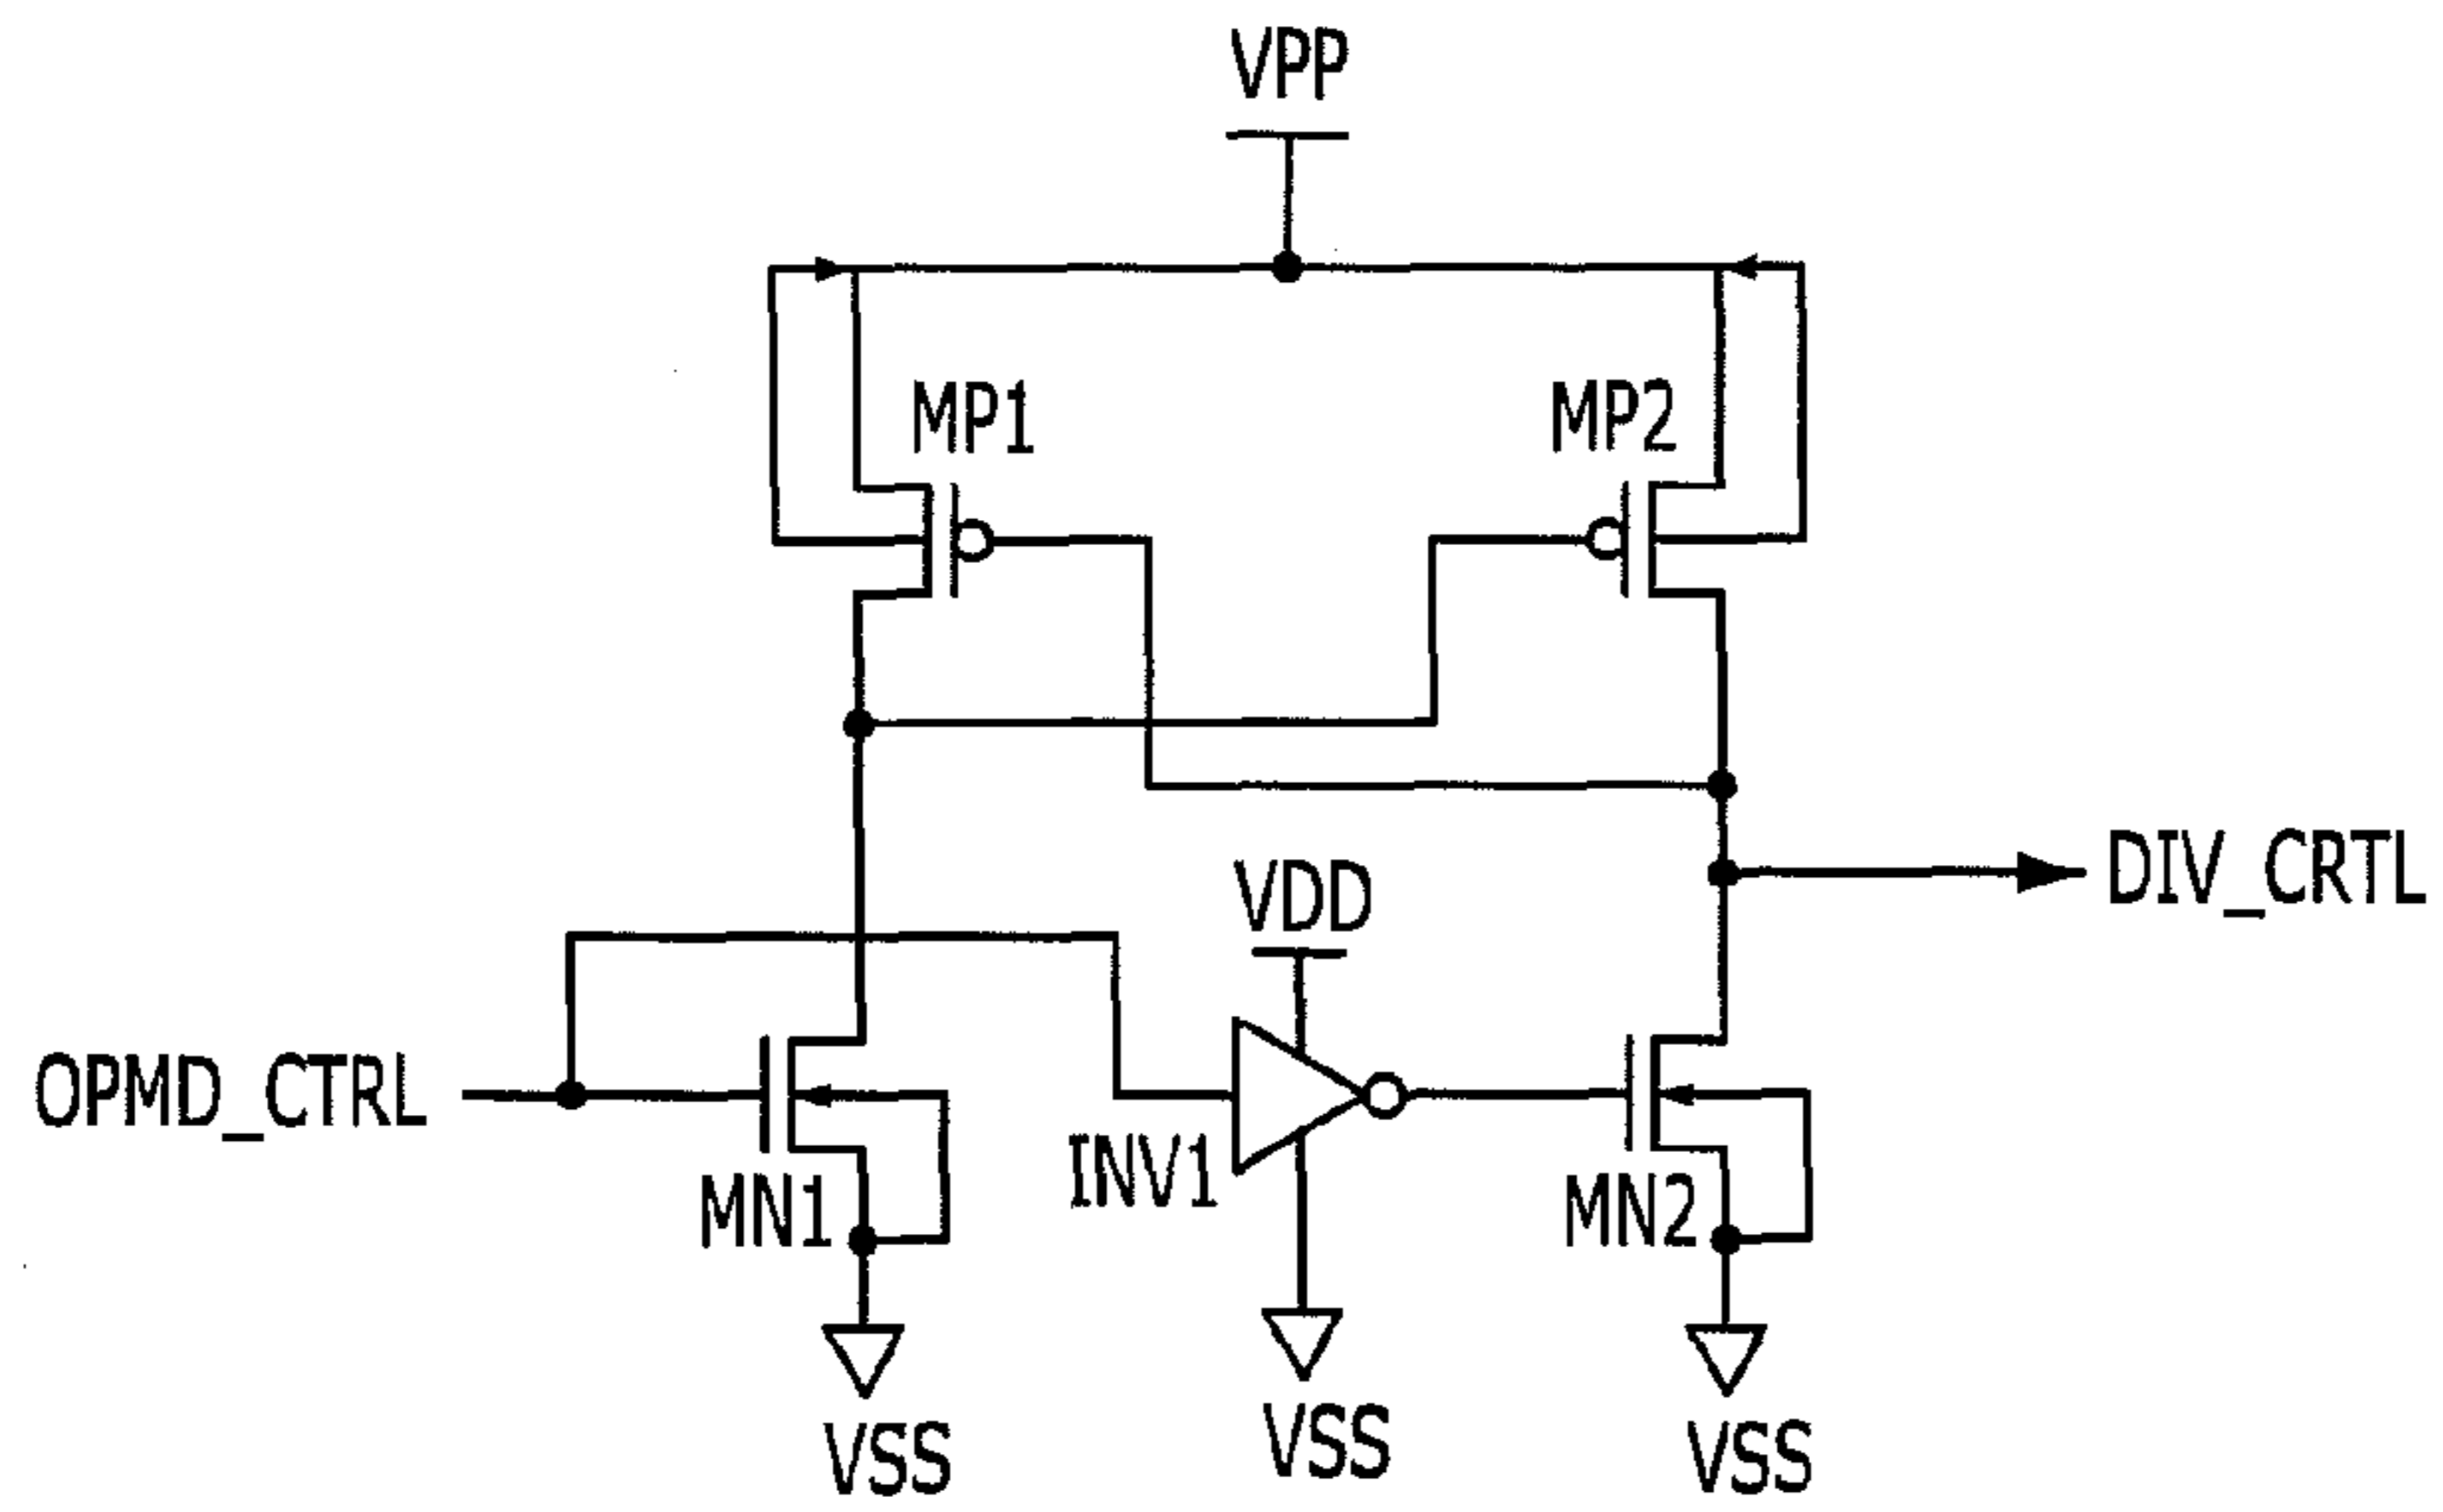 VPP
MP1
MP2
VDD
DIV_CRTL
OPMD_CTRL
INV1
MN1
MN2
VSS
VSS
VSS